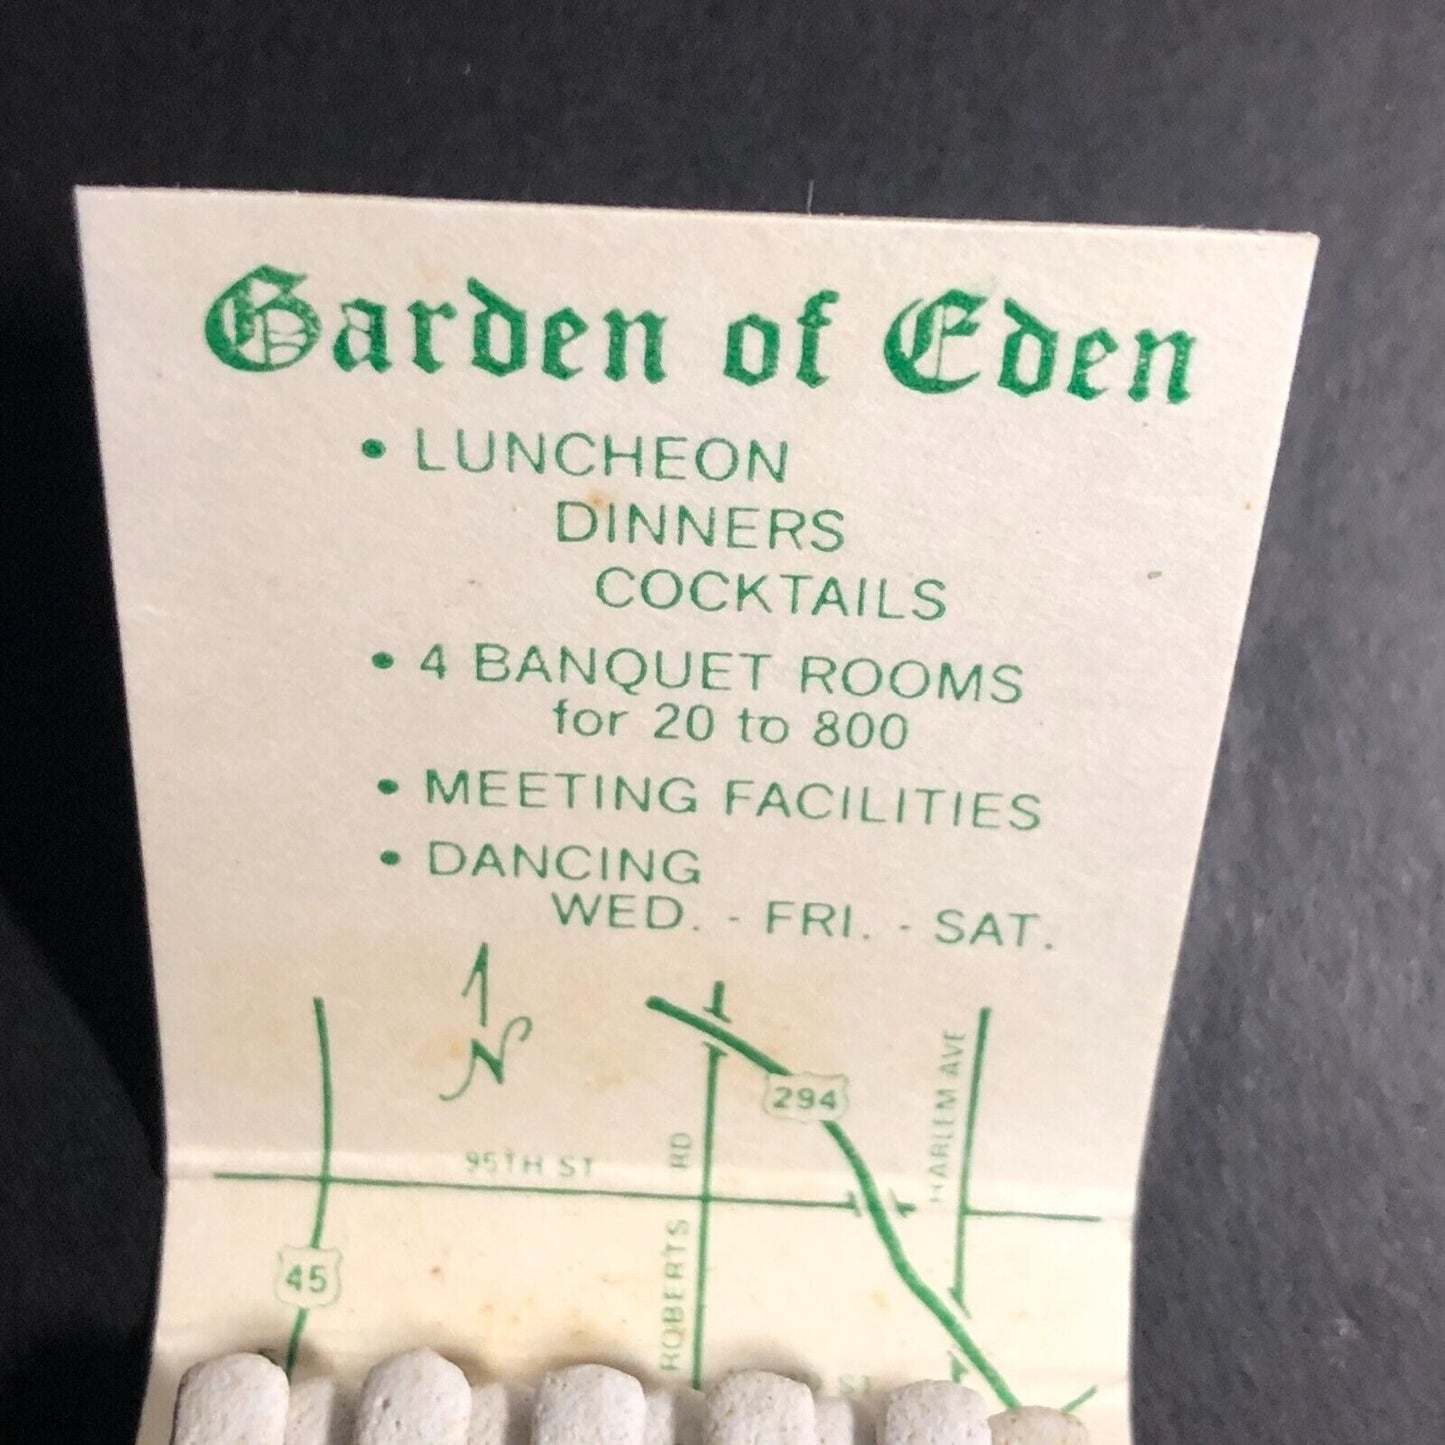 Garden of Eden
• LUNCHEON
DINNERS
COCKTAILS
• 4 BANQUET ROOMS
for 20 to 800
• MEETING FACILITIES
• DANCING
WED. - FRI. - SAT.
N
294
HARLEM AVE
95TH ST
ROBERTS RD
45